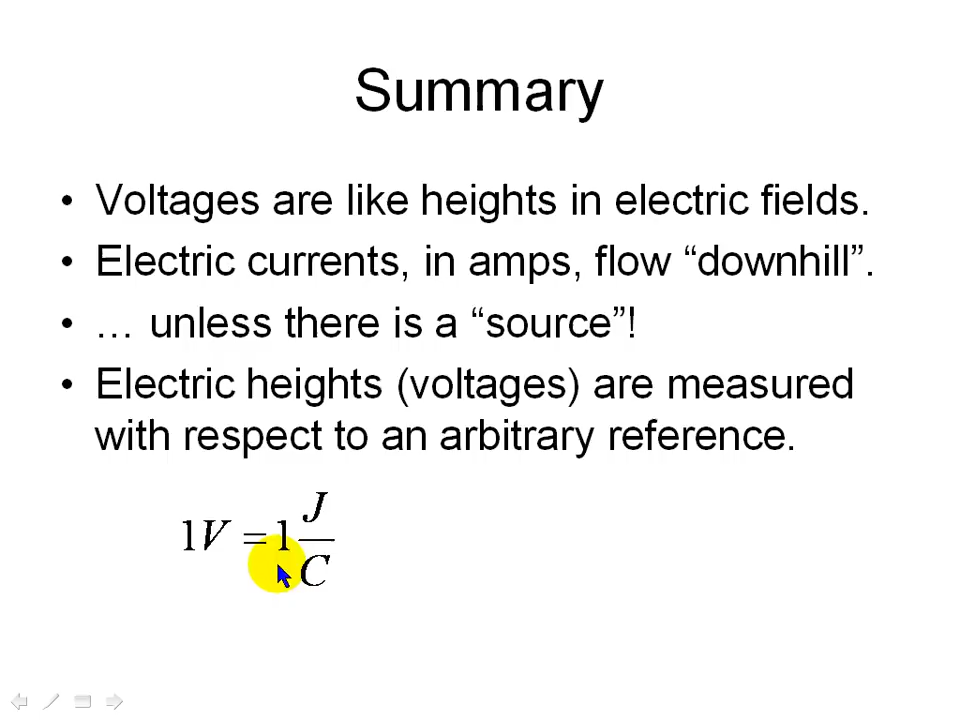 Summary
• Voltages are like heights in electric fields.
• Electric currents, in amps, flow “downhill”.
• … unless there is a “source”!
• Electric heights (voltages) are measured
with respect to an arbitrary reference.
1V = 1 J/C